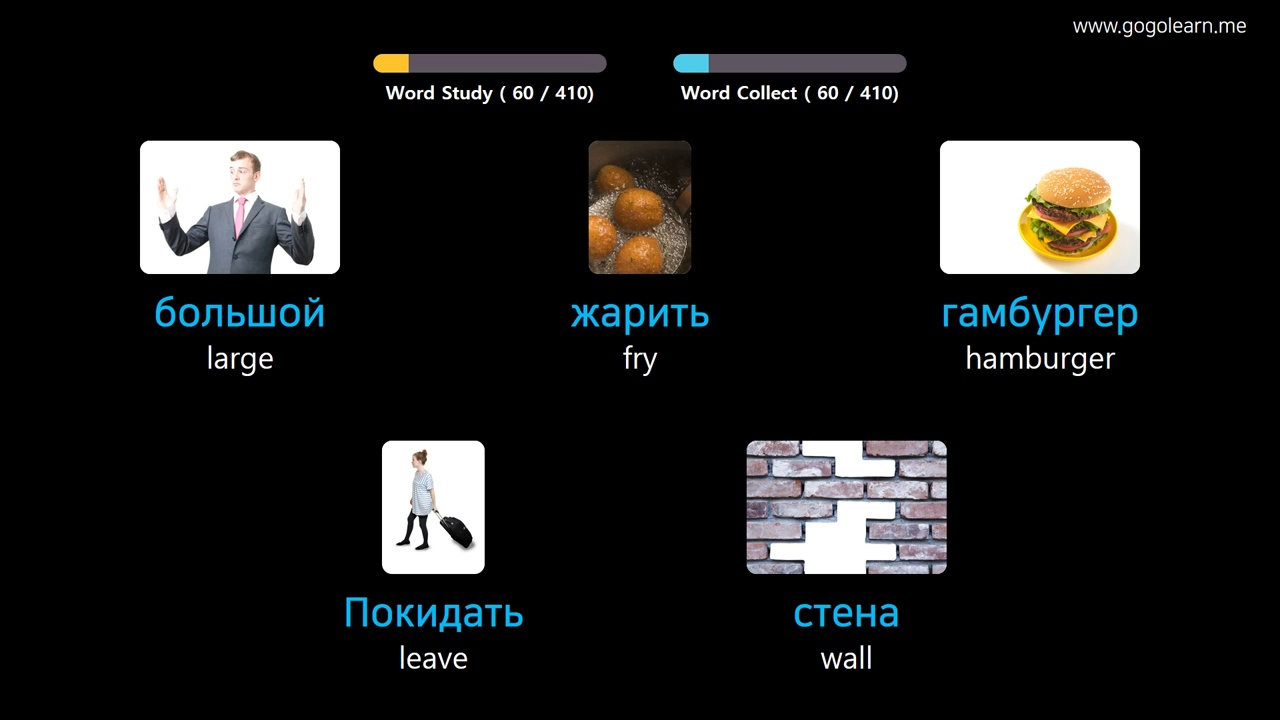 www.gogolearn.me
Word Study ( 60 / 410)
Word Collect ( 60 / 410)
большой
large
жарить
fry
гамбургер
hamburger
Покидать
leave
стена
wall